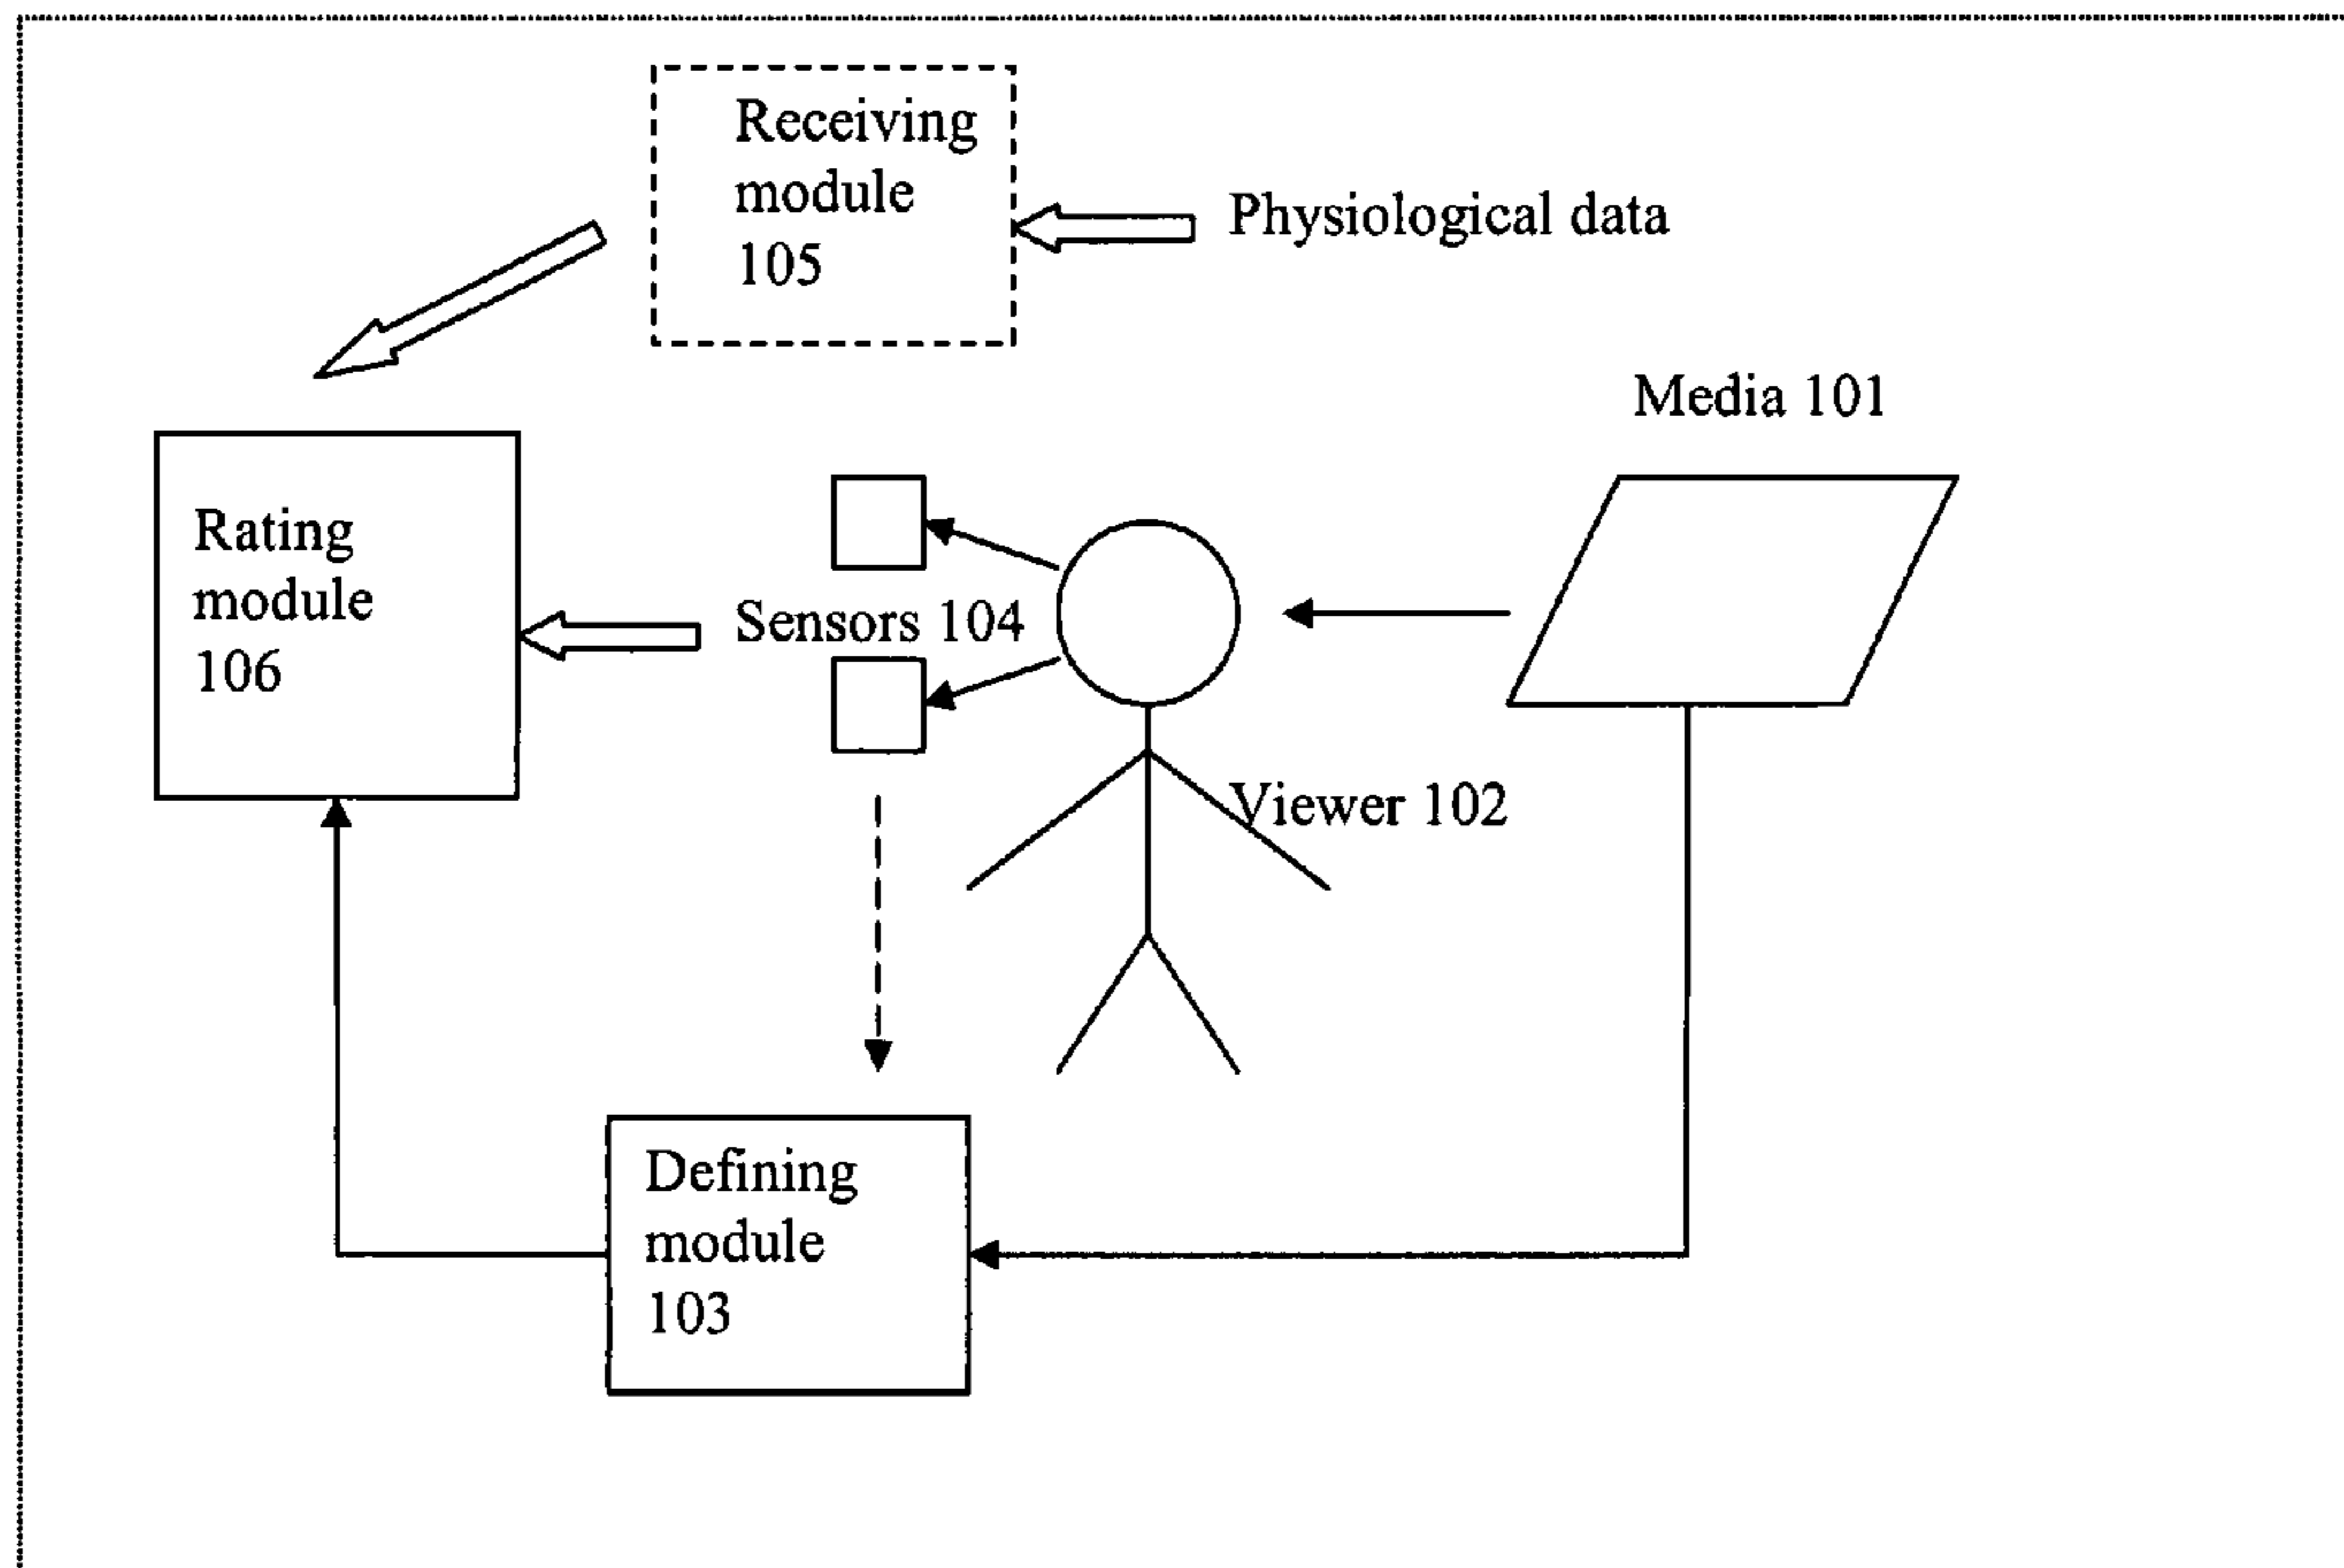 Receiving
module
105
Physiological data
Media 101
Rating
module
106
Sensors 104
Viewer 102
Defining
module
103